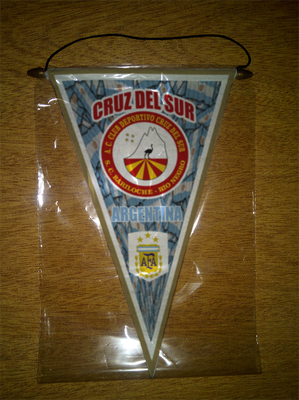 CRUZ DEL SUR
A. C. CLUB DEPORTIVO CRUZ DEL SUR
S. C. BARILOCHE - RIO NEGRO
ARGENTINA
AFA